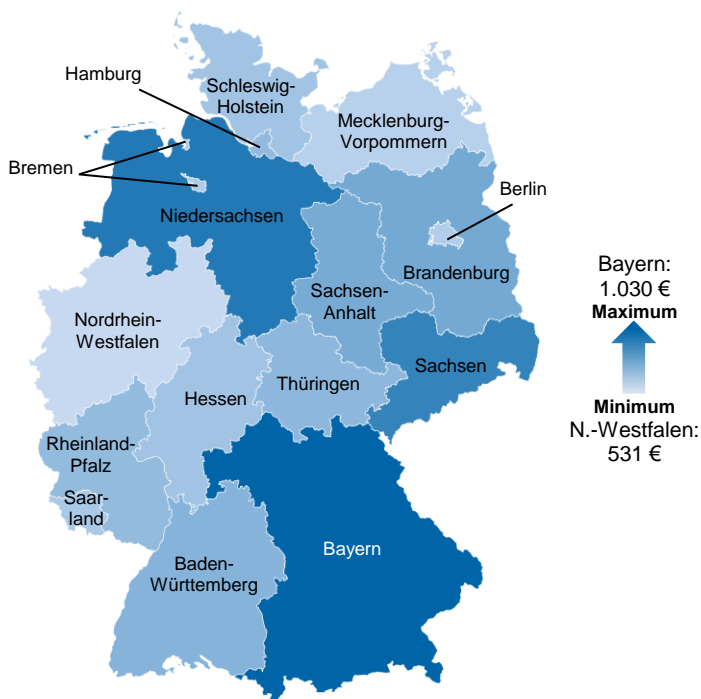 Hamburg
Schleswig-
Holstein
Mecklenburg-
Vorpommern
Bremen
Niedersachsen
Berlin
Brandenburg
Sachsen-
Anhalt
Nordrhein-
Westfalen
Sachsen
Thüringen
Hessen
Rheinland-
Pfalz
Saar-
land
Baden-
Württemberg
Bayern
Bayern:
1.030 €
Maximum
Minimum
N.-Westfalen:
531 €